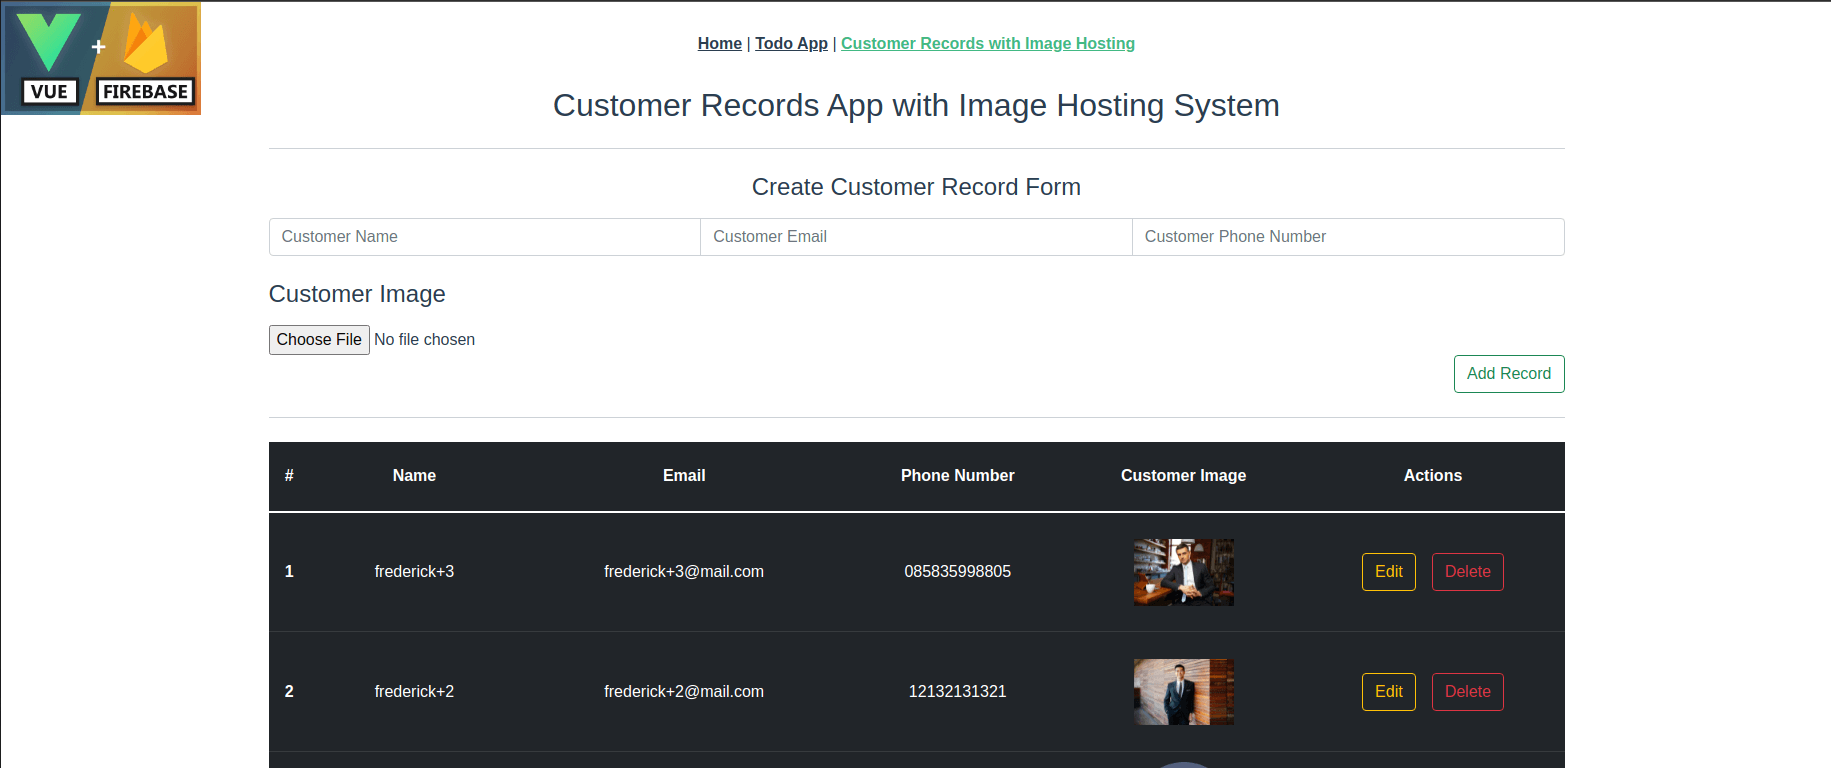 VUE + FIREBASE
Home | Todo App | Customer Records with Image Hosting
Customer Records App with Image Hosting System
Create Customer Record Form
Customer Name Customer Email Customer Phone Number
Customer Image
Choose File No file chosen
Add Record
# Name Email Phone Number Customer Image Actions
1 frederick+3 frederick+3@mail.com 085835998805 Edit Delete
2 frederick+2 frederick+2@mail.com 12132131321 Edit Delete